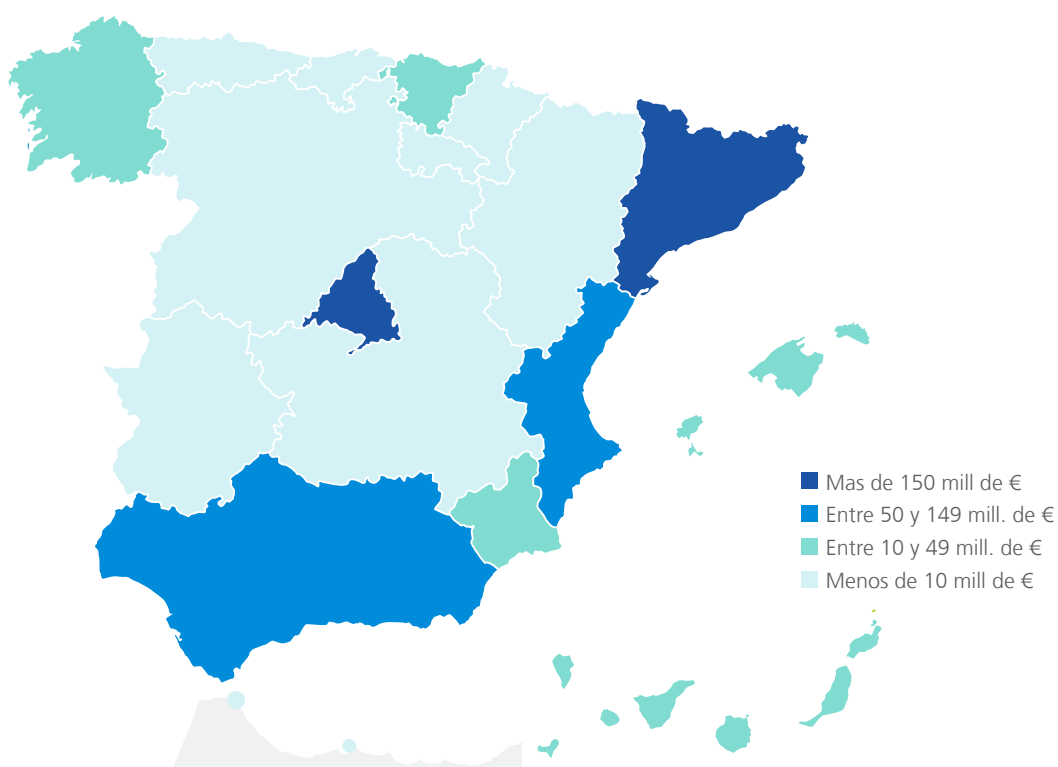 Mas de 150 mill de €
Entre 50 y 149 mill. de €
Entre 10 y 49 mill. de €
Menos de 10 mill de €